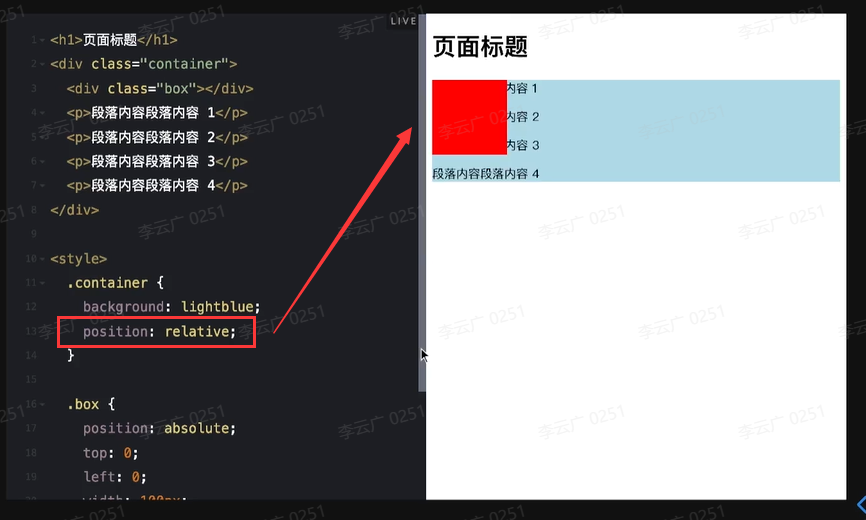 LIVE
1 <h1>页面标题</h1>
2 <div class="container">
3 <div class="box"></div>
4 <p>段落内容段落内容 1</p>
5 <p>段落内容段落内容 2</p>
6 <p>段落内容段落内容 3</p>
7 <p>段落内容段落内容 4</p>
8 </div>
9
10 <style>
11 .container {
12 background: lightblue;
13 position: relative;
14 }
15
16 .box {
17 position: absolute;
18 top: 0;
19 left: 0;
width: 100px;
页面标题
内容 1
内容 2
内容 3
段落内容段落内容 4
李云广 0251